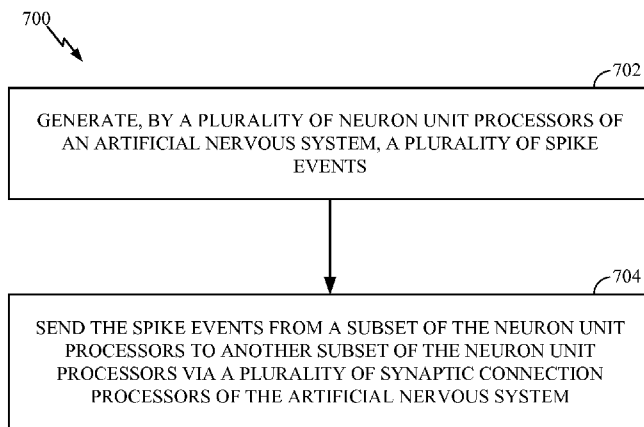 700
702
GENERATE, BY A PLURALITY OF NEURON UNIT PROCESSORS OF
AN ARTIFICIAL NERVOUS SYSTEM, A PLURALITY OF SPIKE
EVENTS
704
SEND THE SPIKE EVENTS FROM A SUBSET OF THE NEURON UNIT
PROCESSORS TO ANOTHER SUBSET OF THE NEURON UNIT
PROCESSORS VIA A PLURALITY OF SYNAPTIC CONNECTION
PROCESSORS OF THE ARTIFICIAL NERVOUS SYSTEM